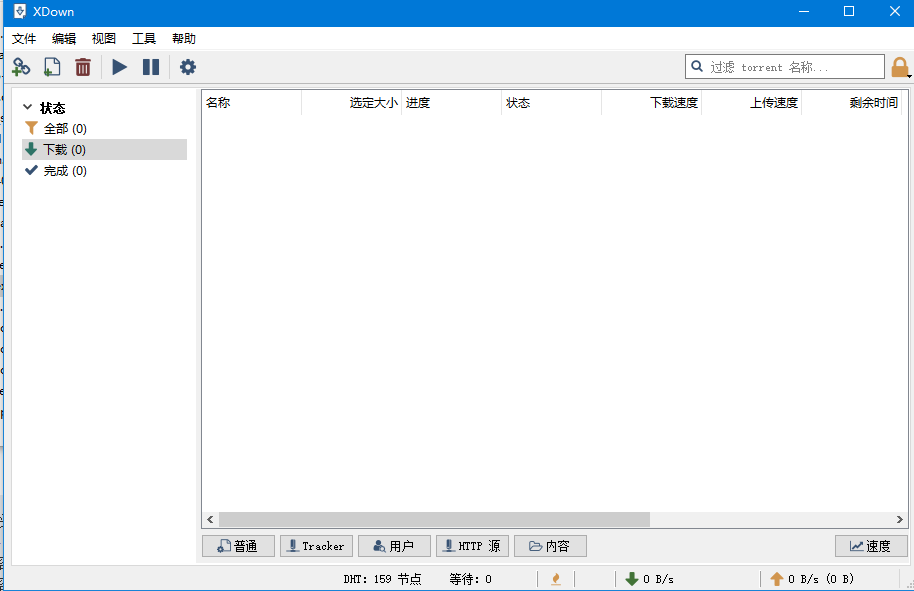 XDown
文件 编辑 视图 工具 帮助
过滤 torrent 名称...
状态
全部 (0)
下载 (0)
完成 (0)
名称 选定大小 进度 状态 下载速度 上传速度 剩余时间
普通 Tracker 用户 HTTP 源 内容 速度
DHT: 159 节点 等待: 0 0 B/s 0 B/s (0 B)